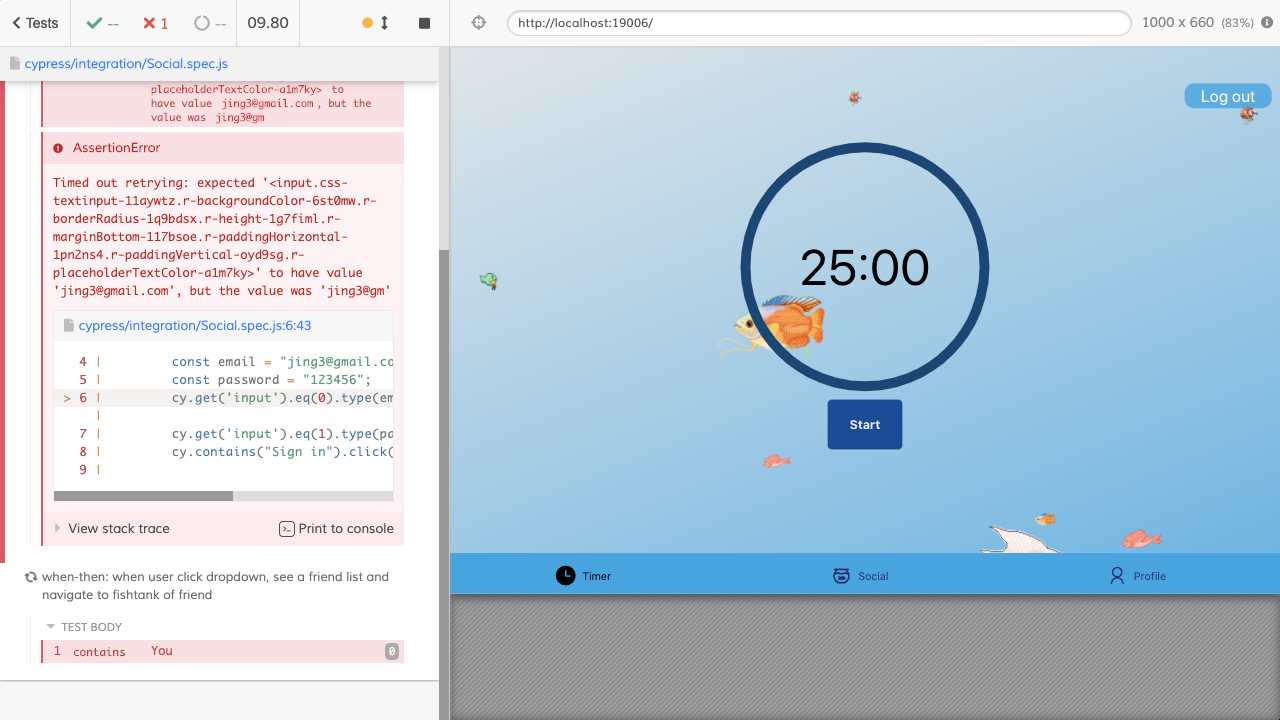 Tests
--
1
--
09.80
http://localhost:19006/
1000 x 660 (83%)
cypress/integration/Social.spec.js
placeholderTextColor-a1m7ky> to
have value jing3@gmail.com, but the
value was jing3@gm
AssertionError
Timed out retrying: expected '<input.css-
textinput-11aywtz.r-backgroundColor-6st0mw.r-
borderRadius-1q9bdsx.r-height-1g7fiml.r-
marginBottom-117bsoe.r-paddingHorizontal-
1pn2ns4.r-paddingVertical-oyd9sg.r-
placeholderTextColor-a1m7ky>' to have value
'jing3@gmail.com', but the value was 'jing3@gm'
cypress/integration/Social.spec.js:6:43
4 | const email = "jing3@gmail.co
5 | const password = "123456";
> 6 | cy.get('input').eq(0).type(em
|
7 | cy.get('input').eq(1).type(pa
8 | cy.contains("Sign in").click(
9 |
View stack trace
Print to console
when-then: when user click dropdown, see a friend list and
navigate to fishtank of friend
TEST BODY
1 contains You 0
Log out
25:00
Start
Timer
Social
Profile